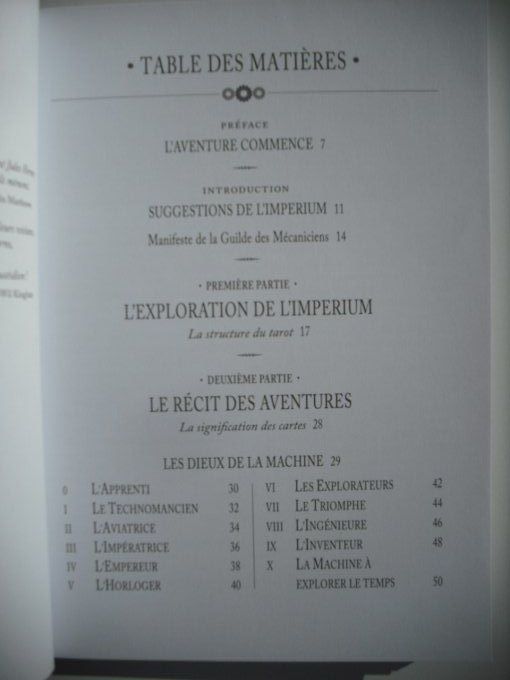 • TABLE DES MATIÈRES •
PRÉFACE
L'AVENTURE COMMENCE 7
INTRODUCTION
SUGGESTIONS DE L'IMPERIUM 11
Manifeste de la Guilde des Mécaniciens 14
• PREMIÈRE PARTIE •
L'EXPLORATION DE L'IMPERIUM
La structure du tarot 17
• DEUXIÈME PARTIE •
LE RÉCIT DES AVENTURES
La signification des cartes 28
LES DIEUX DE LA MACHINE 29
0 L'APPRENTI 30
I LE TECHNOMANCIEN 32
II L'AVIATRICE 34
III L'IMPÉRATRICE 36
IV L'EMPEREUR 38
V L'HORLOGER 40
VI LES EXPLORATEURS 42
VII LE TRIOMPHE 44
VIII L'INGÉNIEURE 46
IX L'INVENTEUR 48
X LA MACHINE À
EXPLORER LE TEMPS 50